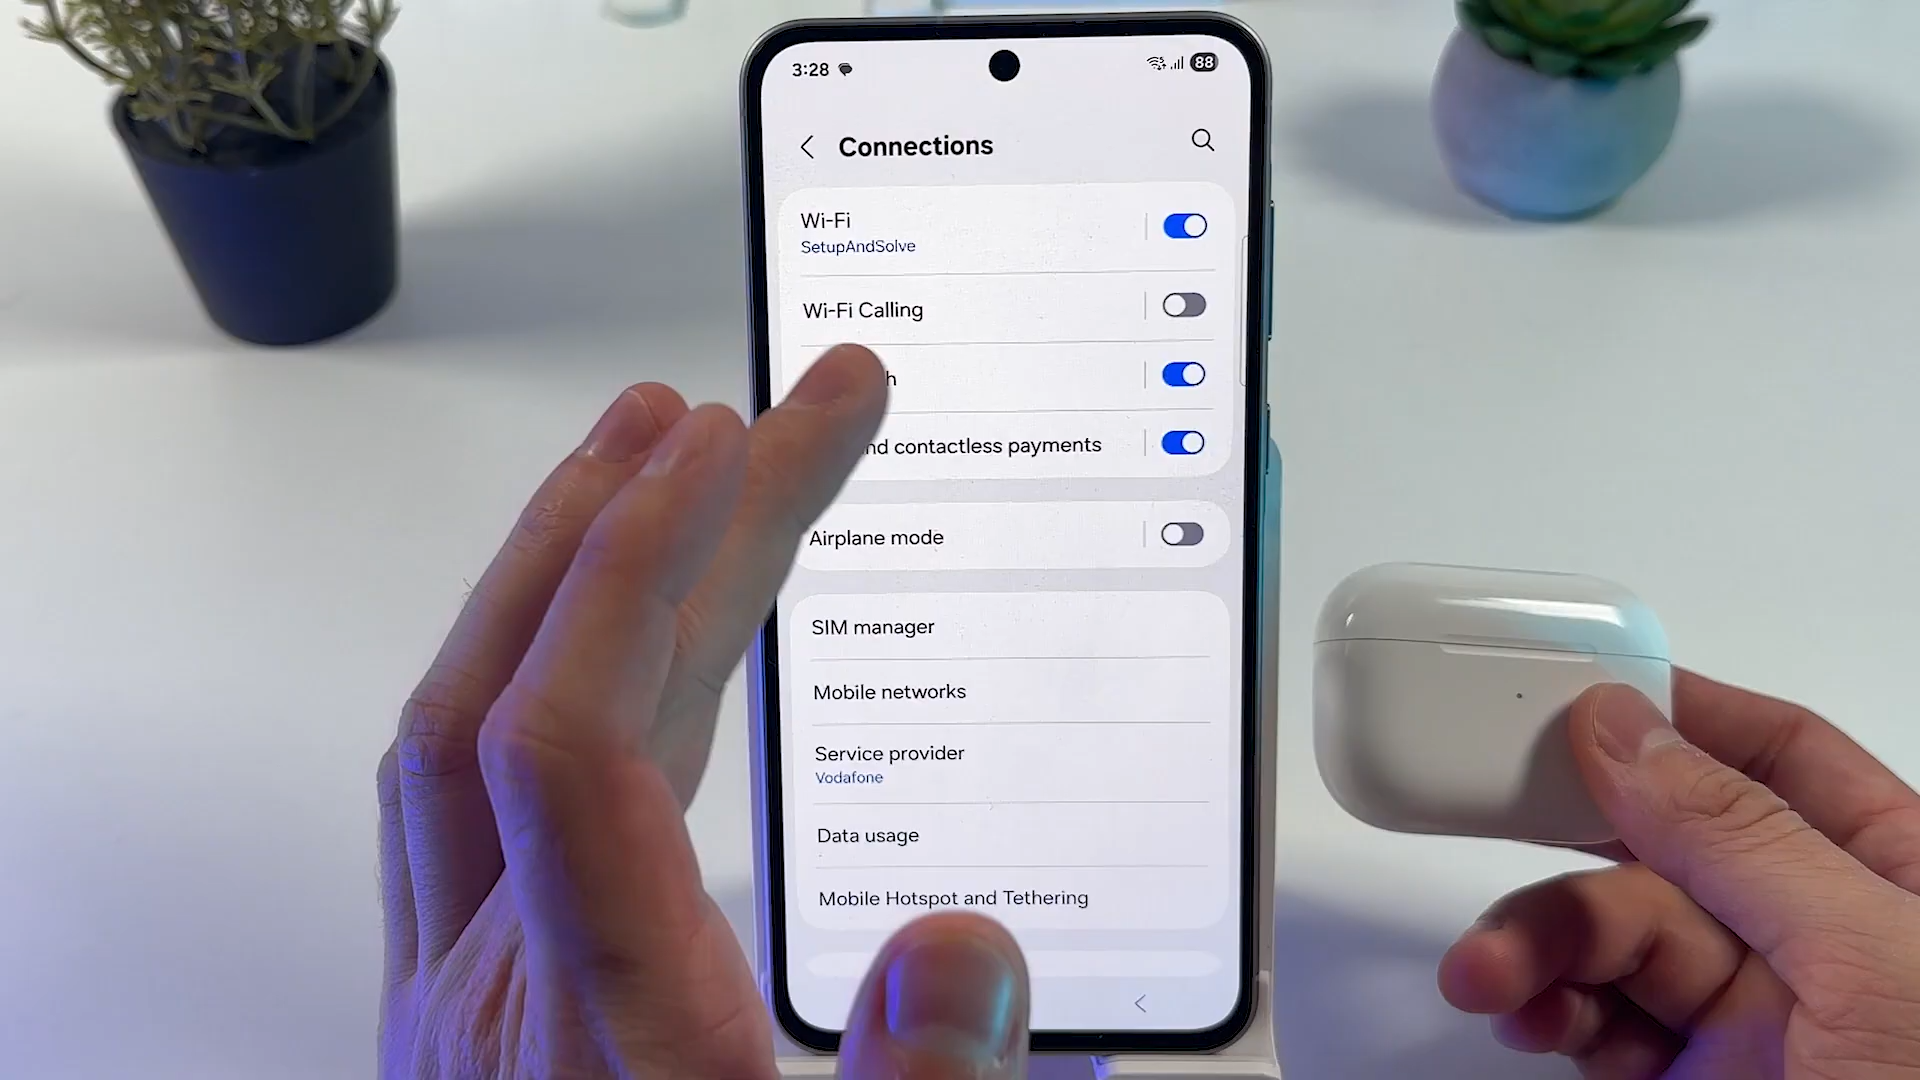 3:28
88
Connections
Wi-Fi
SetupAndSolve
Wi-Fi Calling
contactless payments
Airplane mode
SIM manager
Mobile networks
Service provider
Vodafone
Data usage
Mobile Hotspot and Tethering